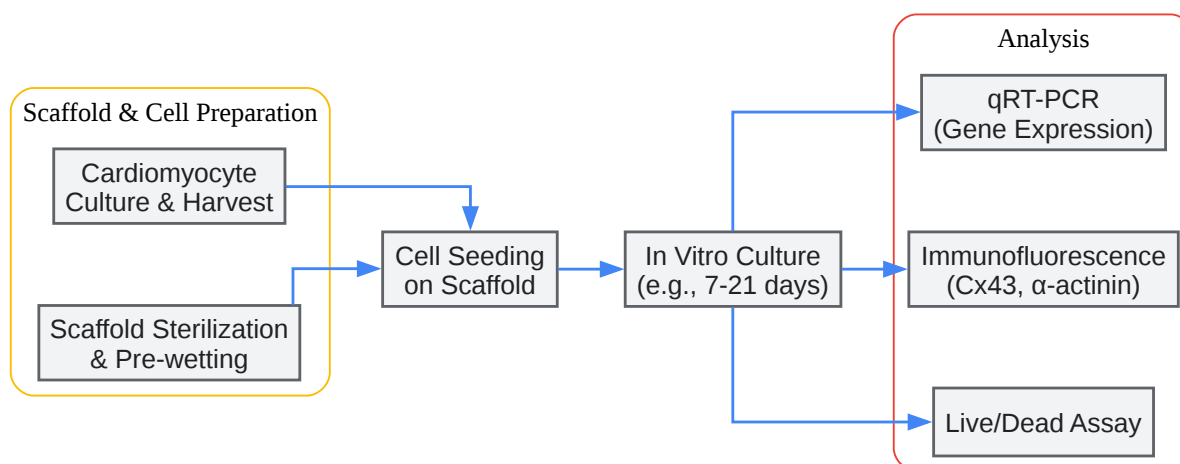 Scaffold & Cell Preparation
Cardiomyocyte
Culture & Harvest
Scaffold Sterilization
& Pre-wetting
Cell Seeding
on Scaffold
In Vitro Culture
(e.g., 7-21 days)
Analysis
qRT-PCR
(Gene Expression)
Immunofluorescence
(Cx43, α-actinin)
Live/Dead Assay